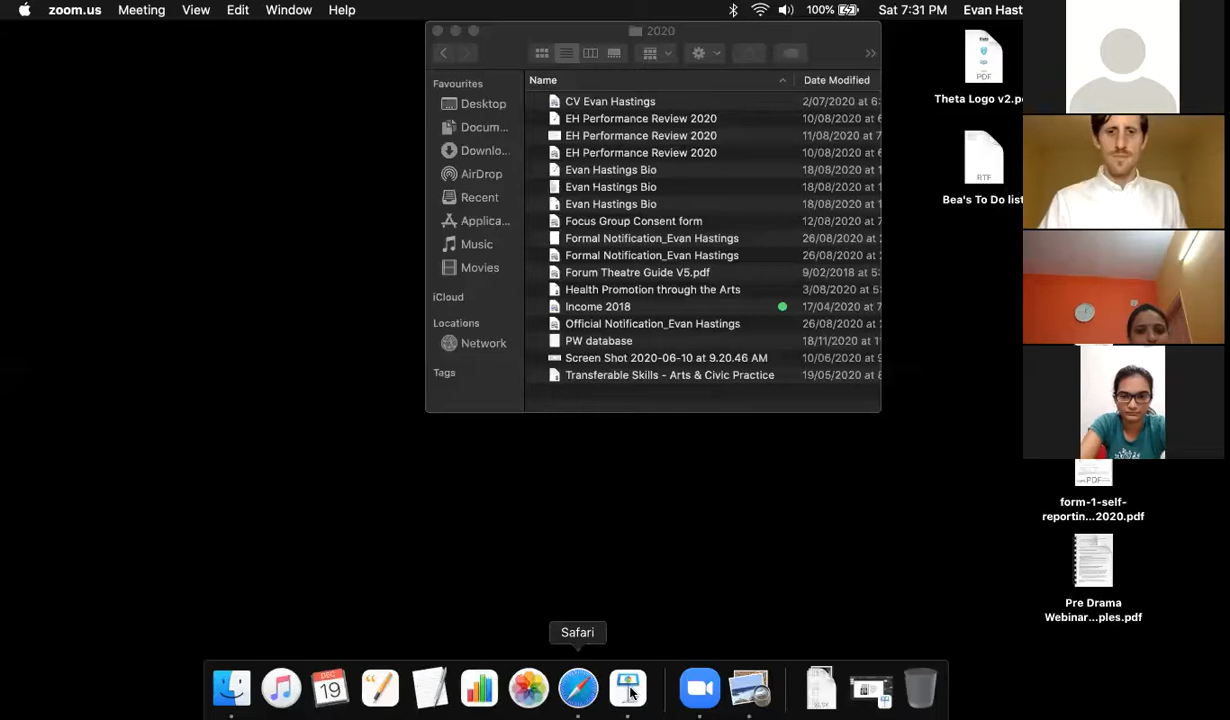 zoom.us Meeting View Edit Window Help 100% Sat 7:31 PM Evan Hast
2020
Favourites
Desktop
Docum...
Downlo...
AirDrop
Recent
Applica...
Music
Movies
iCloud
Locations
Network
Tags
Name Date Modified
CV Evan Hastings 2/07/2020 at 6:
EH Performance Review 2020 10/08/2020 at 6
EH Performance Review 2020 11/08/2020 at 7
EH Performance Review 2020 10/08/2020 at 6
Evan Hastings Bio 18/08/2020 at 1
Evan Hastings Bio 18/08/2020 at 1
Evan Hastings Bio 18/08/2020 at 1
Focus Group Consent form 12/08/2020 at 7
Formal Notification_Evan Hastings 26/08/2020 at 2
Formal Notification_Evan Hastings 26/08/2020 at 2
Forum Theatre Guide V5.pdf 9/02/2018 at 5:
Health Promotion through the Arts 3/08/2020 at 5:
Income 2018 17/04/2020 at 7
Official Notification_Evan Hastings 26/08/2020 at 2
PW database 18/11/2020 at 1
Screen Shot 2020-06-10 at 9.20.46 AM 10/06/2020 at 9
Transferable Skills - Arts & Civic Practice 19/05/2020 at 8
PDF
Theta Logo v2.p
RTF
Bea's To Do list
PDF
form-1-self-
reportin...2020.pdf
Pre Drama
Webinar...ples.pdf
Safari
DEC
19
XLSX